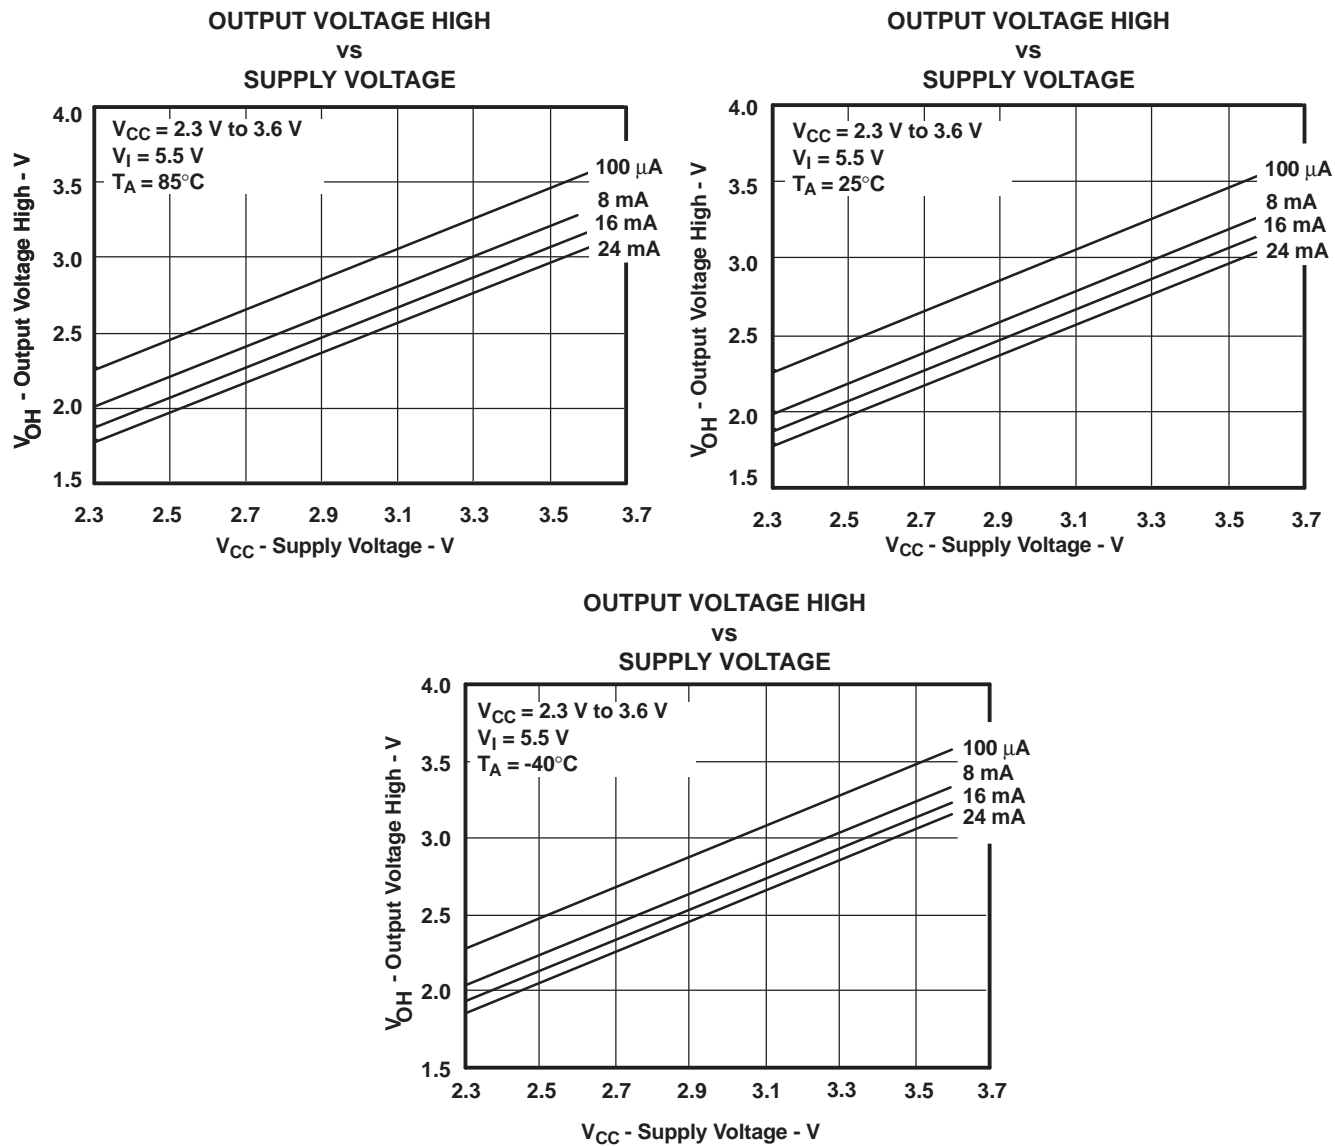 OUTPUT VOLTAGE HIGH
vs
SUPPLY VOLTAGE
4.0
3.5
3.0
2.5
2.0
1.5
VOH - Output Voltage High - V
VCC = 2.3 V to 3.6 V
VI = 5.5 V
TA = 85°C
100 μA
8 mA
16 mA
24 mA
2.3 2.5 2.7 2.9 3.1 3.3 3.5 3.7
VCC - Supply Voltage - V
OUTPUT VOLTAGE HIGH
vs
SUPPLY VOLTAGE
4.0
3.5
3.0
2.5
2.0
1.5
VOH - Output Voltage High - V
VCC = 2.3 V to 3.6 V
VI = 5.5 V
TA = 25°C
100 μA
8 mA
16 mA
24 mA
2.3 2.5 2.7 2.9 3.1 3.3 3.5 3.7
VCC - Supply Voltage - V
OUTPUT VOLTAGE HIGH
vs
SUPPLY VOLTAGE
4.0
3.5
3.0
2.5
2.0
1.5
VOH - Output Voltage High - V
VCC = 2.3 V to 3.6 V
VI = 5.5 V
TA = -40°C
100 μA
8 mA
16 mA
24 mA
2.3 2.5 2.7 2.9 3.1 3.3 3.5 3.7
VCC - Supply Voltage - V